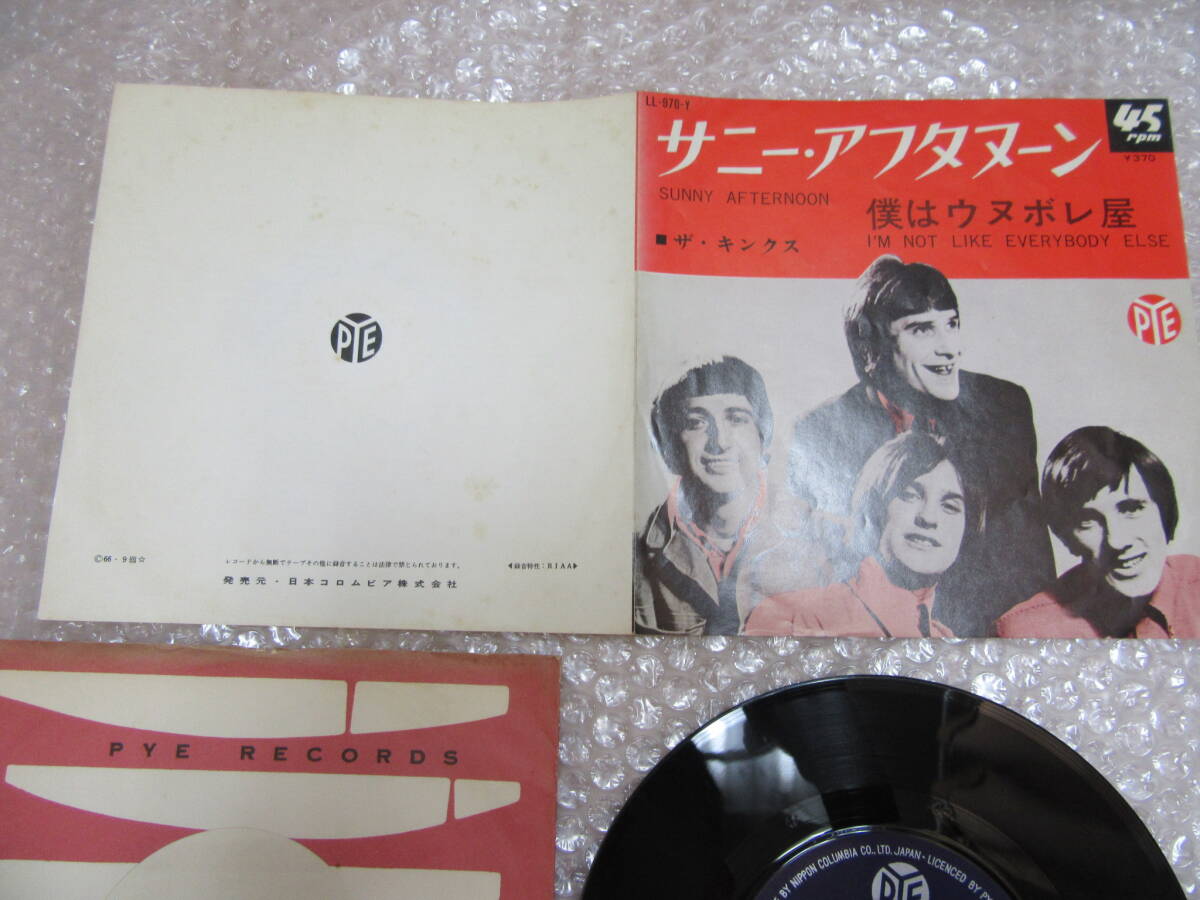 LL-976-Y
サニー・アフタヌーン
SUNNY AFTERNOON
45
rpm
¥370
僕はウヌボレ屋
I'M NOT LIKE EVERYBODY ELSE
■ ザ・キンクス
PYE
PYE
©66・9 ☆
レコードから無断でテープその他に録音することは法律で禁じられております。
◀録音特性：RIAA▶
発売元・日本コロムビア株式会社
PYE RECORDS
BY NIPPON COLUMBIA CO., LTD. JAPAN・LICENCED BY
PYE